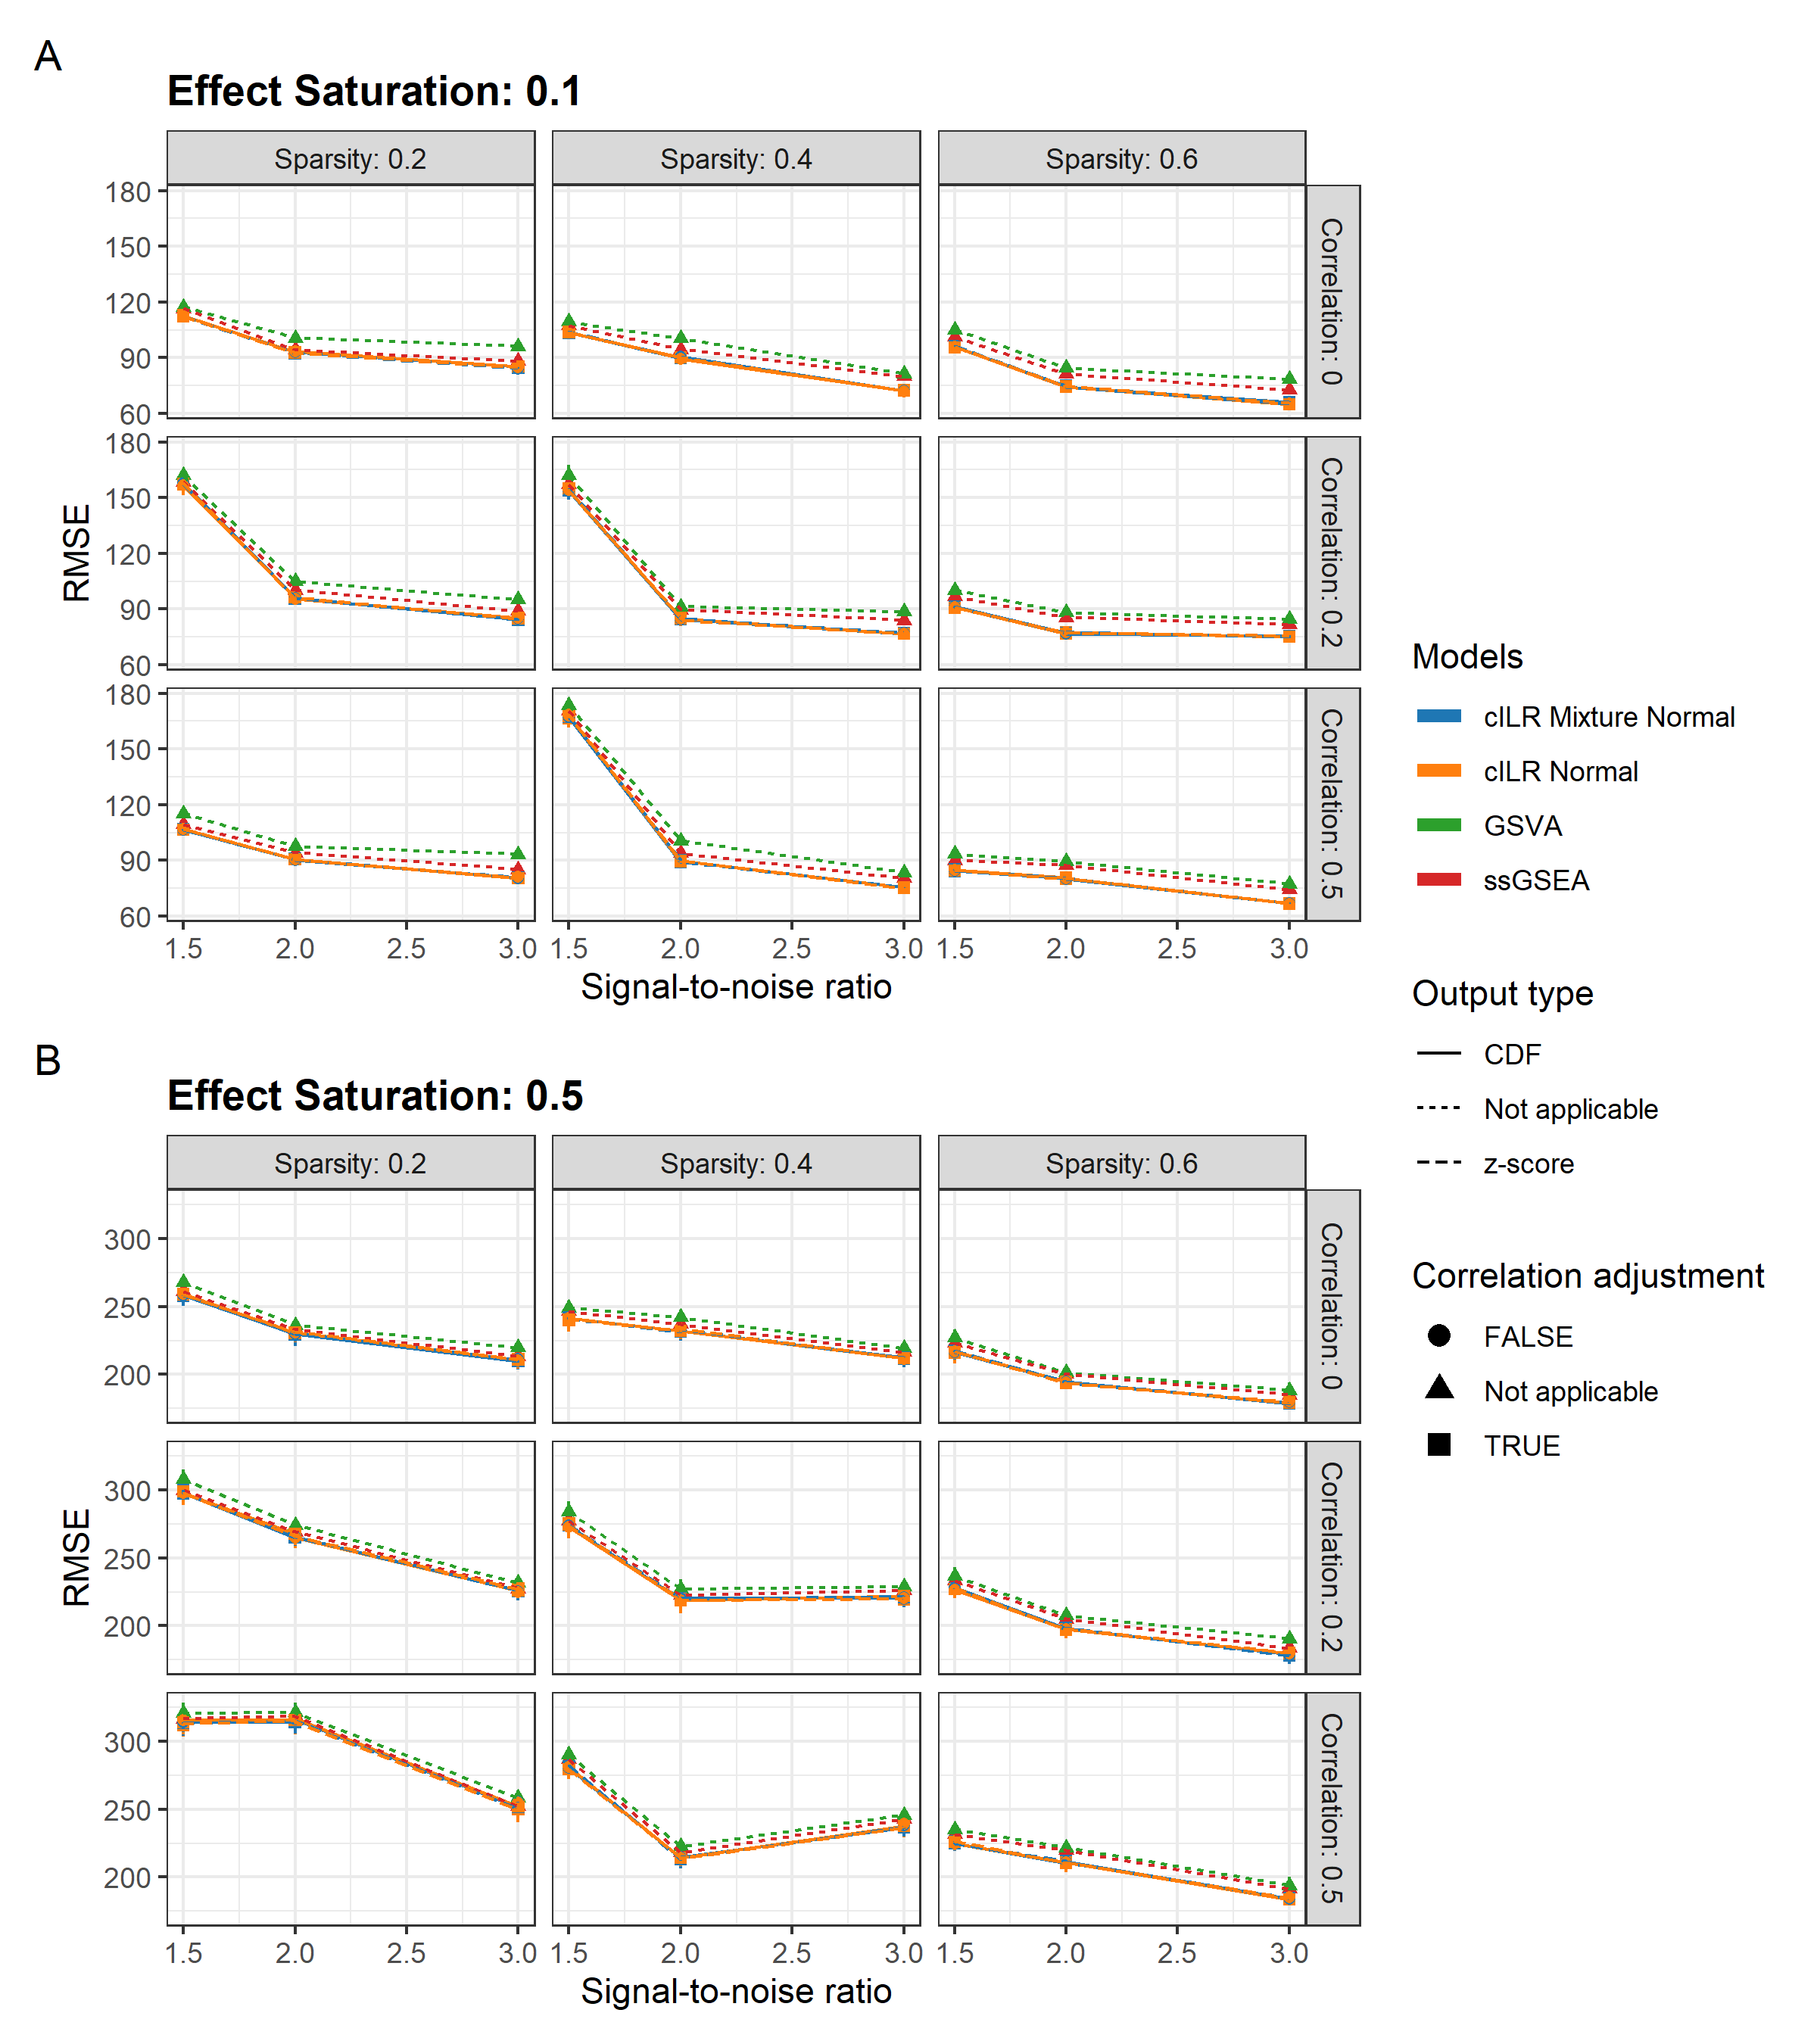 A
Effect Saturation: 0.1
Sparsity: 0.2
Sparsity: 0.4
Sparsity: 0.6
180
150
120
90
60
Correlation: 0
180
150
120
90
60
Correlation: 0.2
180
150
120
90
60
Correlation: 0.5
RMSE
1.5 2.0 2.5 3.0
1.5 2.0 2.5 3.0
1.5 2.0 2.5 3.0
Signal-to-noise ratio
B
Effect Saturation: 0.5
Sparsity: 0.2
Sparsity: 0.4
Sparsity: 0.6
300
250
200
Correlation: 0
300
250
200
Correlation: 0.2
300
250
200
Correlation: 0.5
RMSE
1.5 2.0 2.5 3.0
1.5 2.0 2.5 3.0
1.5 2.0 2.5 3.0
Signal-to-noise ratio
Models
cILR Mixture Normal
cILR Normal
GSVA
ssGSEA
Output type
CDF
Not applicable
z-score
Correlation adjustment
FALSE
Not applicable
TRUE